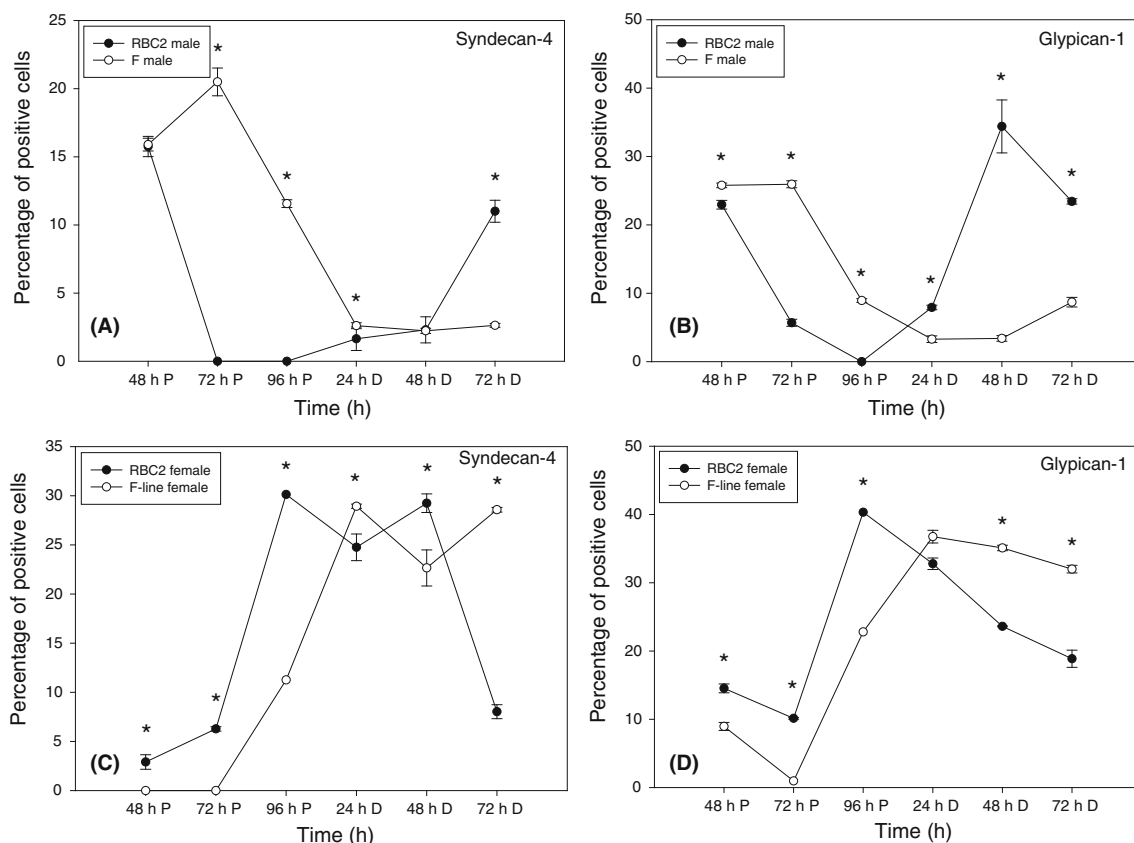 Syndecan-4
RBC2 male
F male
Percentage of positive cells
25
20
15
10
5
0
*
*
*
*
(A)
48 h P 72 h P 96 h P 24 h D 48 h D 72 h D
Time (h)
Glypican-1
RBC2 male
F male
Percentage of positive cells
50
40
30
20
10
0
*
*
*
*
*
*
(B)
48 h P 72 h P 96 h P 24 h D 48 h D 72 h D
Time (h)
Syndecan-4
RBC2 female
F-line female
Percentage of positive cells
35
30
25
20
15
10
5
0
*
*
*
*
*
*
(C)
48 h P 72 h P 96 h P 24 h D 48 h D 72 h D
Time (h)
Glypican-1
RBC2 female
F-line female
Percentage of positive cells
50
40
30
20
10
0
*
*
*
*
*
(D)
48 h P 72 h P 96 h P 24 h D 48 h D 72 h D
Time (h)